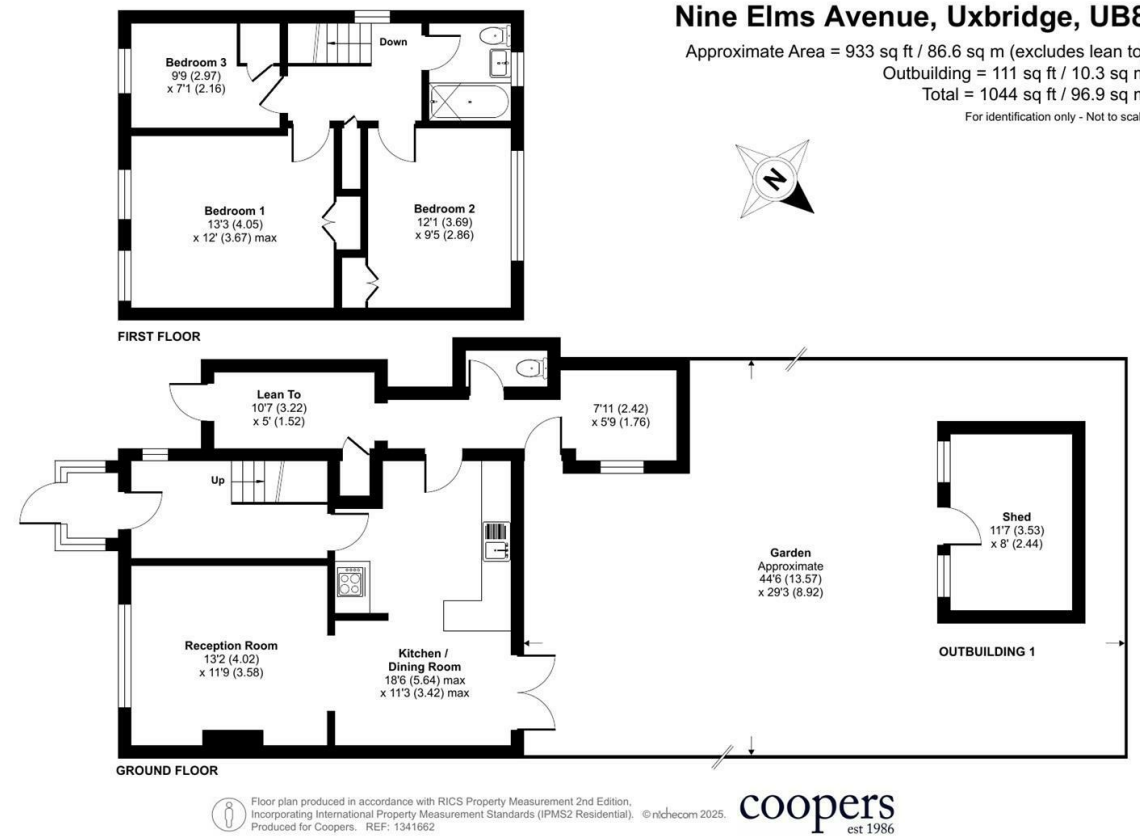 Nine Elms Avenue, Uxbridge, UB8
Approximate Area = 933 sq ft / 86.6 sq m (excludes lean to
Outbuilding = 111 sq ft / 10.3 sq m
Total = 1044 sq ft / 96.9 sq m
For identification only - Not to scal
N
Down
Bedroom 3
9'9 (2.97)
x 7'1 (2.16)
Bedroom 1
13'3 (4.05)
x 12' (3.67) max
Bedroom 2
12'1 (3.69)
x 9'5 (2.86)
FIRST FLOOR
Lean To
10'7 (3.22)
x 5' (1.52)
7'11 (2.42)
x 5'9 (1.76)
Up
Reception Room
13'2 (4.02)
x 11'9 (3.58)
Kitchen /
Dining Room
18'6 (5.64) max
x 11'3 (3.42) max
Garden
Approximate
44'6 (13.57)
x 29'3 (8.92)
Shed
11'7 (3.53)
x 8' (2.44)
OUTBUILDING 1
GROUND FLOOR
Floor plan produced in accordance with RICS Property Measurement 2nd Edition,
Incorporating International Property Measurement Standards (IPMS2 Residential). © nichecom 2025.
Produced for Coopers. REF: 1341662
coopers
est 1986